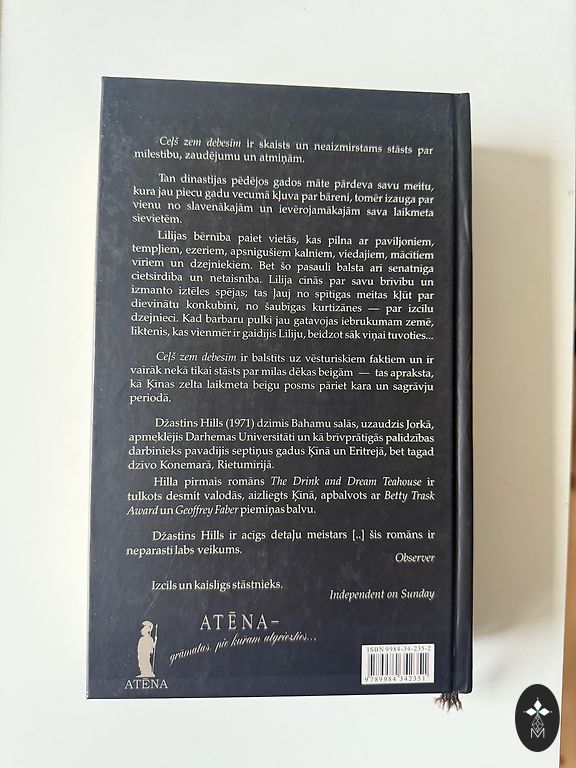 Ceļš zem debesīm ir skaists un neaizmirstams stāsts par
milestību, zaudējumu un atmiņām.
Tan dinastijas pēdējos gados māte pārdeva savu meitu,
kura jau piecu gadu vecumā kļuva par bāreni, tomēr izauga par
vienu no slavenākajām un ievērojamākajām sava laikmeta
sievietēm.
Lilijas bērnība paiet vietās, kas pilna ar paviljoniem,
tempļiem, ezeriem, apsnigušiem kalniem, viedajiem, mācītiem
vīriem un dzejniekiem. Bet šo pasauli balsta arī senatnīga
cietsirdība un netaisnība. Lilija cīnās par savu brīvību un
izmanto iztēles spējas; tas ļauj no spītīgas meitas kļūt par
dievinātu konkubīni, no šaubīgas kurtizānes — par izcilu
dzejnieci. Kad barbaru pulki jau gatavojas iebrukumam zemē,
liktenis, kas vienmēr ir gaidījis Liliju, beidzot sāk viņai tuvoties...
Ceļš zem debesīm ir balstīts uz vēsturiskiem faktiem un ir
vairāk nekā tikai stāsts par mīlas dēkas beigām — tas apraksta,
kā Ķīnas zelta laikmeta beigu posms pāriet kara un sagrāvju
periodā.
Džastins Hills (1971) dzimis Bahamu salās, uzaudzis Jorkā,
apmeklējis Darhemas Universitāti un kā brīvprātīgās palīdzības
darbinieks pavadījis septiņus gadus Ķīnā un Eritrejā, bet tagad
dzīvo Konemarā, Rietumīrijā.
Hilla pirmais romāns The Drink and Dream Teahouse ir
tulkots desmit valodās, aizliegts Ķīnā, apbalvots ar Betty Trask
Award un Geoffrey Faber piemiņas balvu.
Džastins Hills ir acīgs detaļu meistars [..] šis romāns ir
neparasti labs veikums.
Observer
Izcils un kaislīgs stāstnieks.
Independent on Sunday
ATĒNA–
grāmatas, pie kurām atgriezties...
ATĒNA
ISBN 9984-34-235-2
9 789984 342351
M